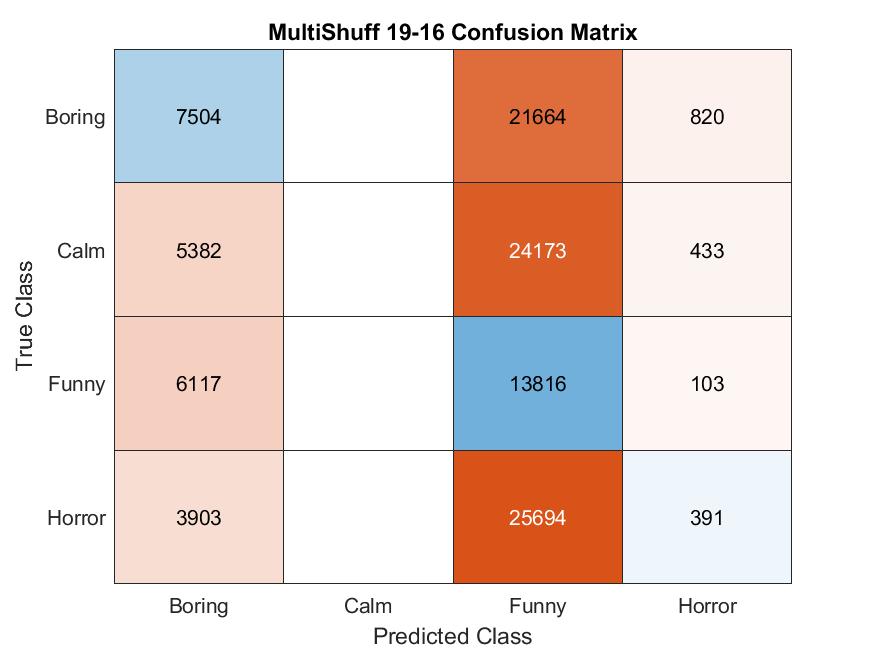 MultiShuff 19-16 Confusion Matrix
Boring 7504 21664 820
Calm 5382 24173 433
Funny 6117 13816 103
Horror 3903 25694 391
True Class
Boring Calm Funny Horror
Predicted Class